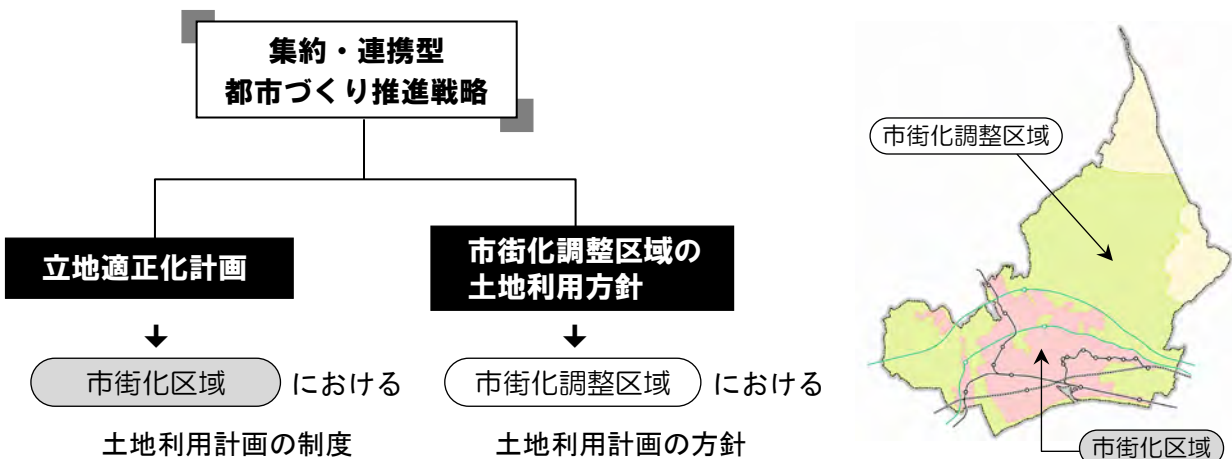 集約・連携型
都市づくり推進戦略
立地適正化計画
市街化調整区域の
土地利用方針
市街化区域 における
土地利用計画の制度
市街化調整区域 における
土地利用計画の方針
市街化調整区域
市街化区域